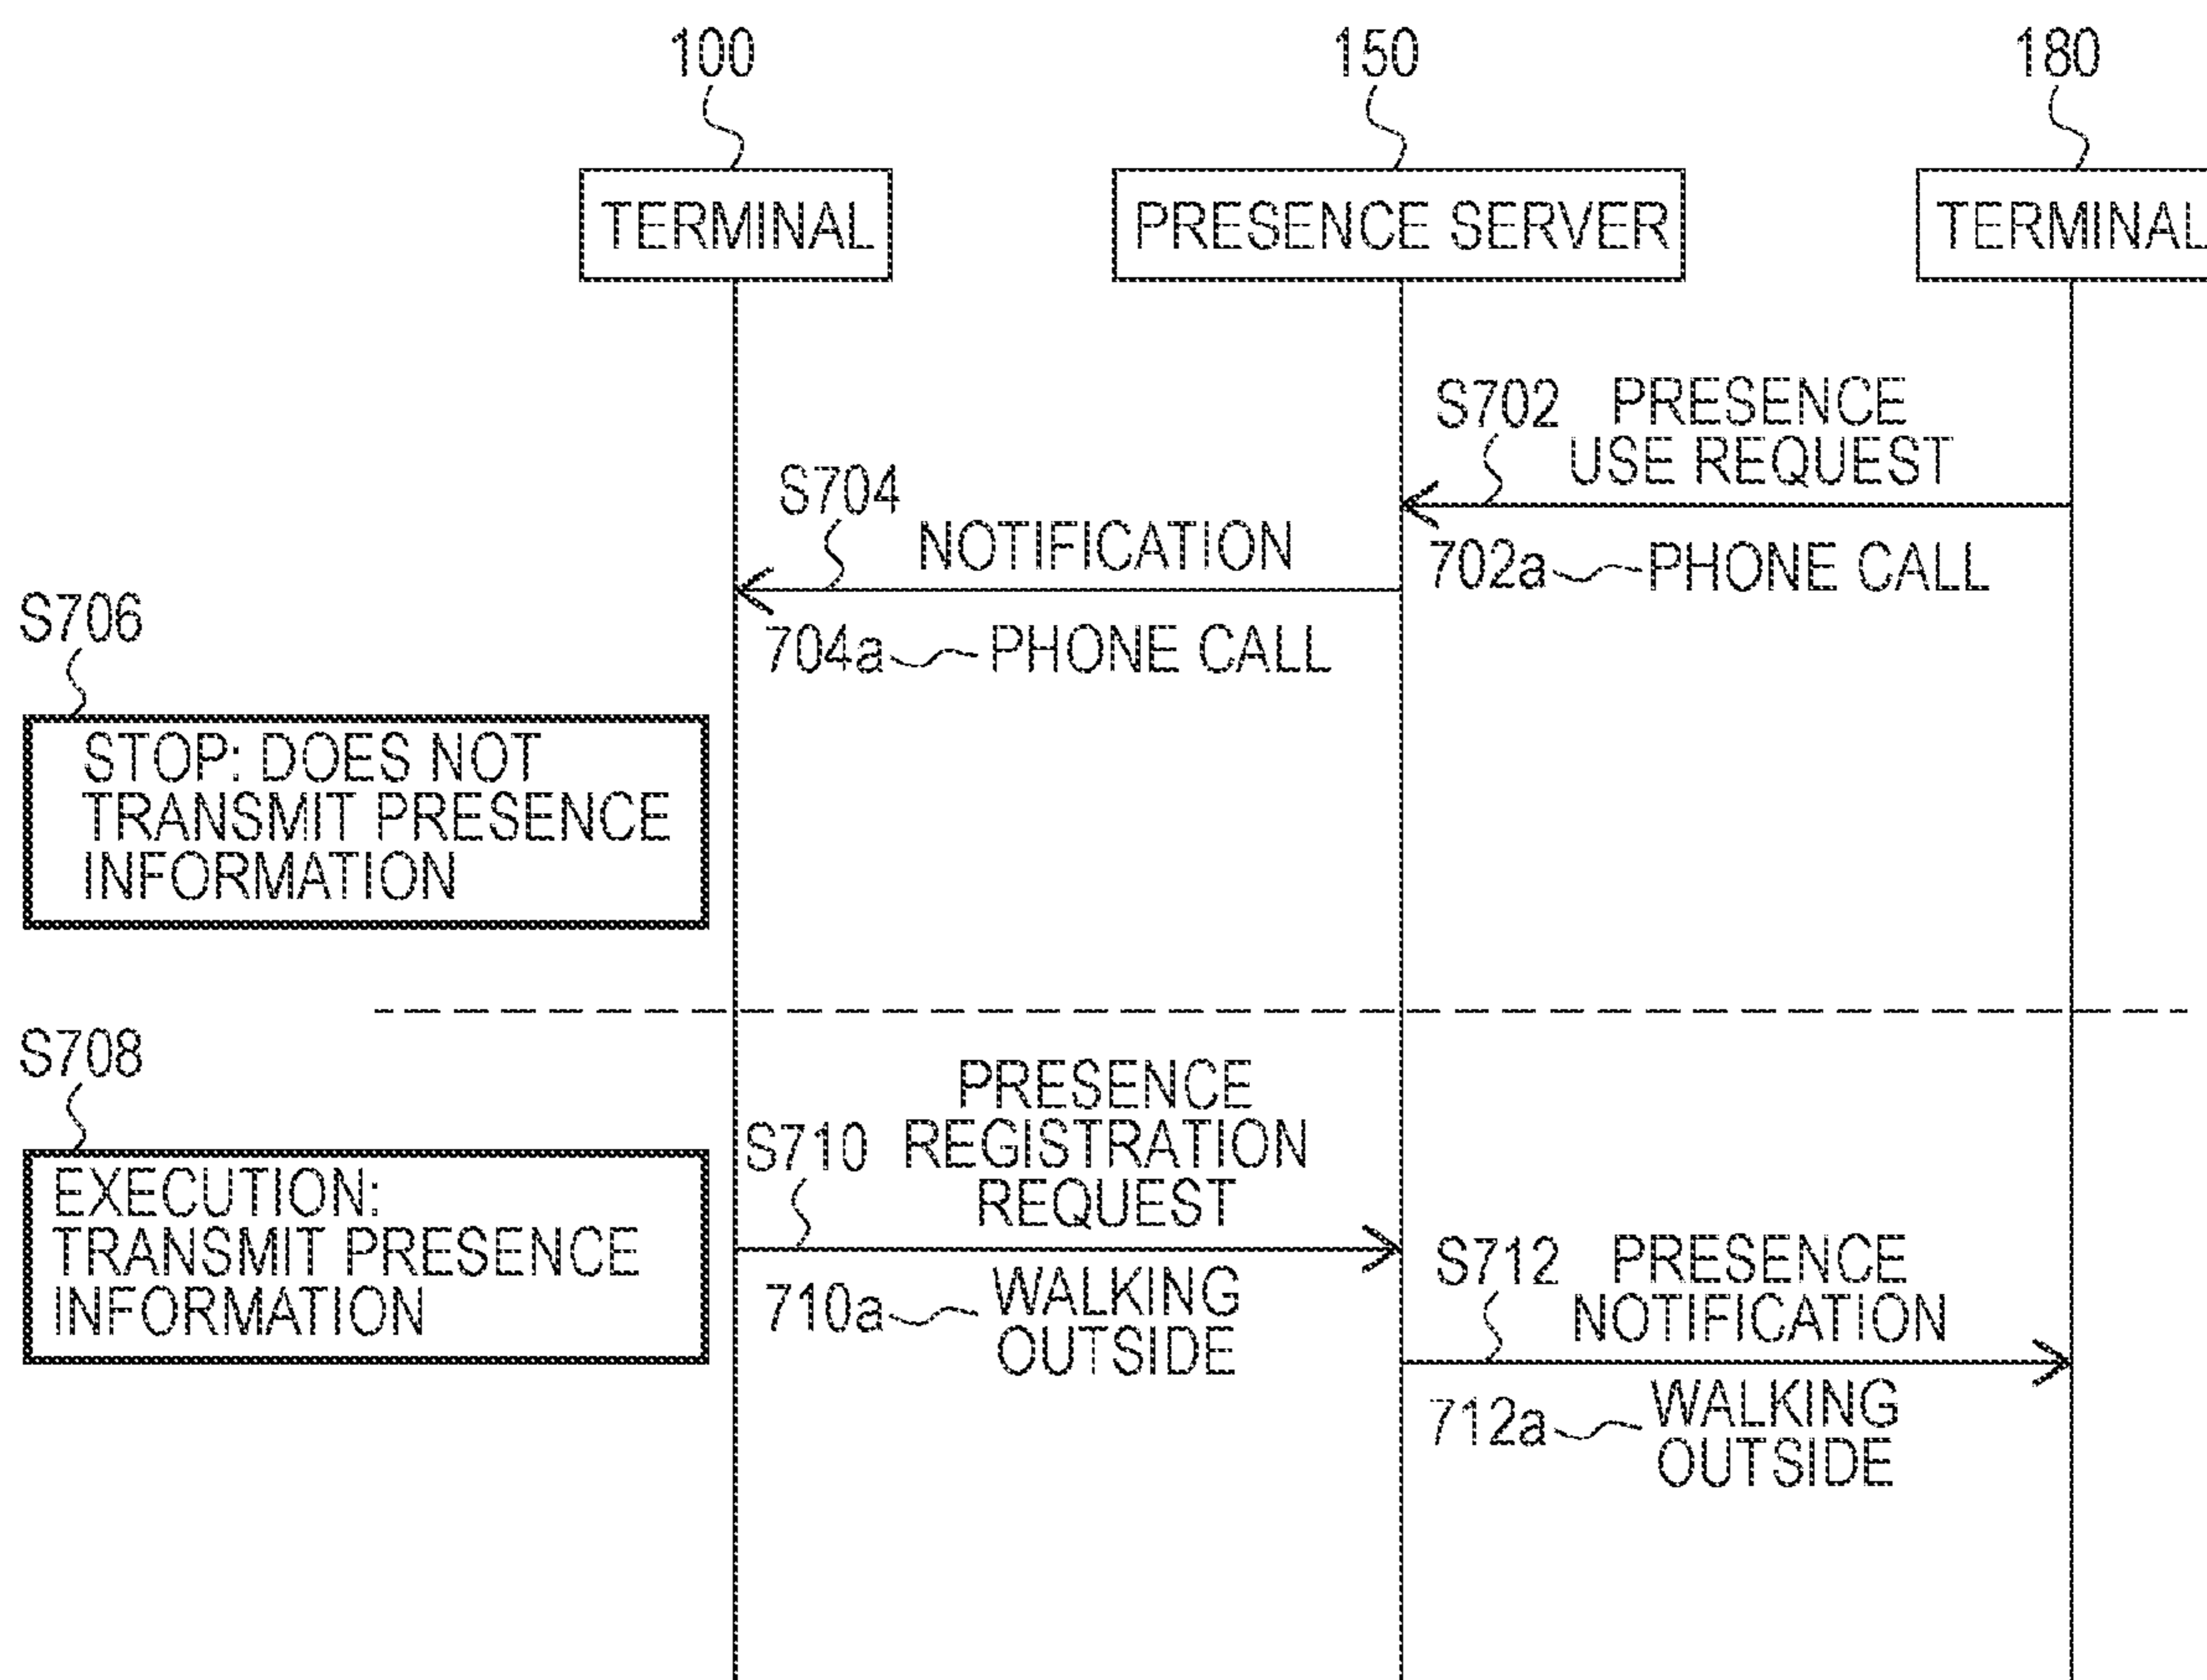 100
150
180
TERMINAL
PRESENCE SERVER
TERMINAL
S702
PRESENCE
USE REQUEST
702a
PHONE CALL
S704
NOTIFICATION
704a
PHONE CALL
S706
STOP: DOES NOT
TRANSMIT PRESENCE
INFORMATION
S708
EXECUTION:
TRANSMIT PRESENCE
INFORMATION
S710
PRESENCE
REGISTRATION
REQUEST
710a
WALKING
OUTSIDE
S712
PRESENCE
NOTIFICATION
712a
WALKING
OUTSIDE